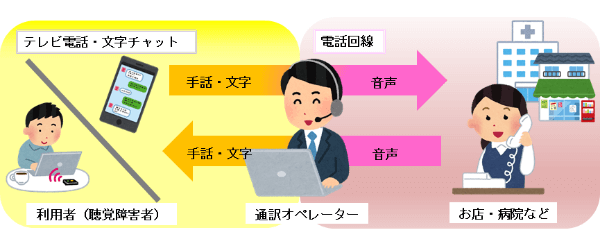 テレビ電話・文字チャット
電話回線
手話・文字
音声
手話・文字
音声
利用者（聴覚障害者）
通訳オペレーター
お店・病院など